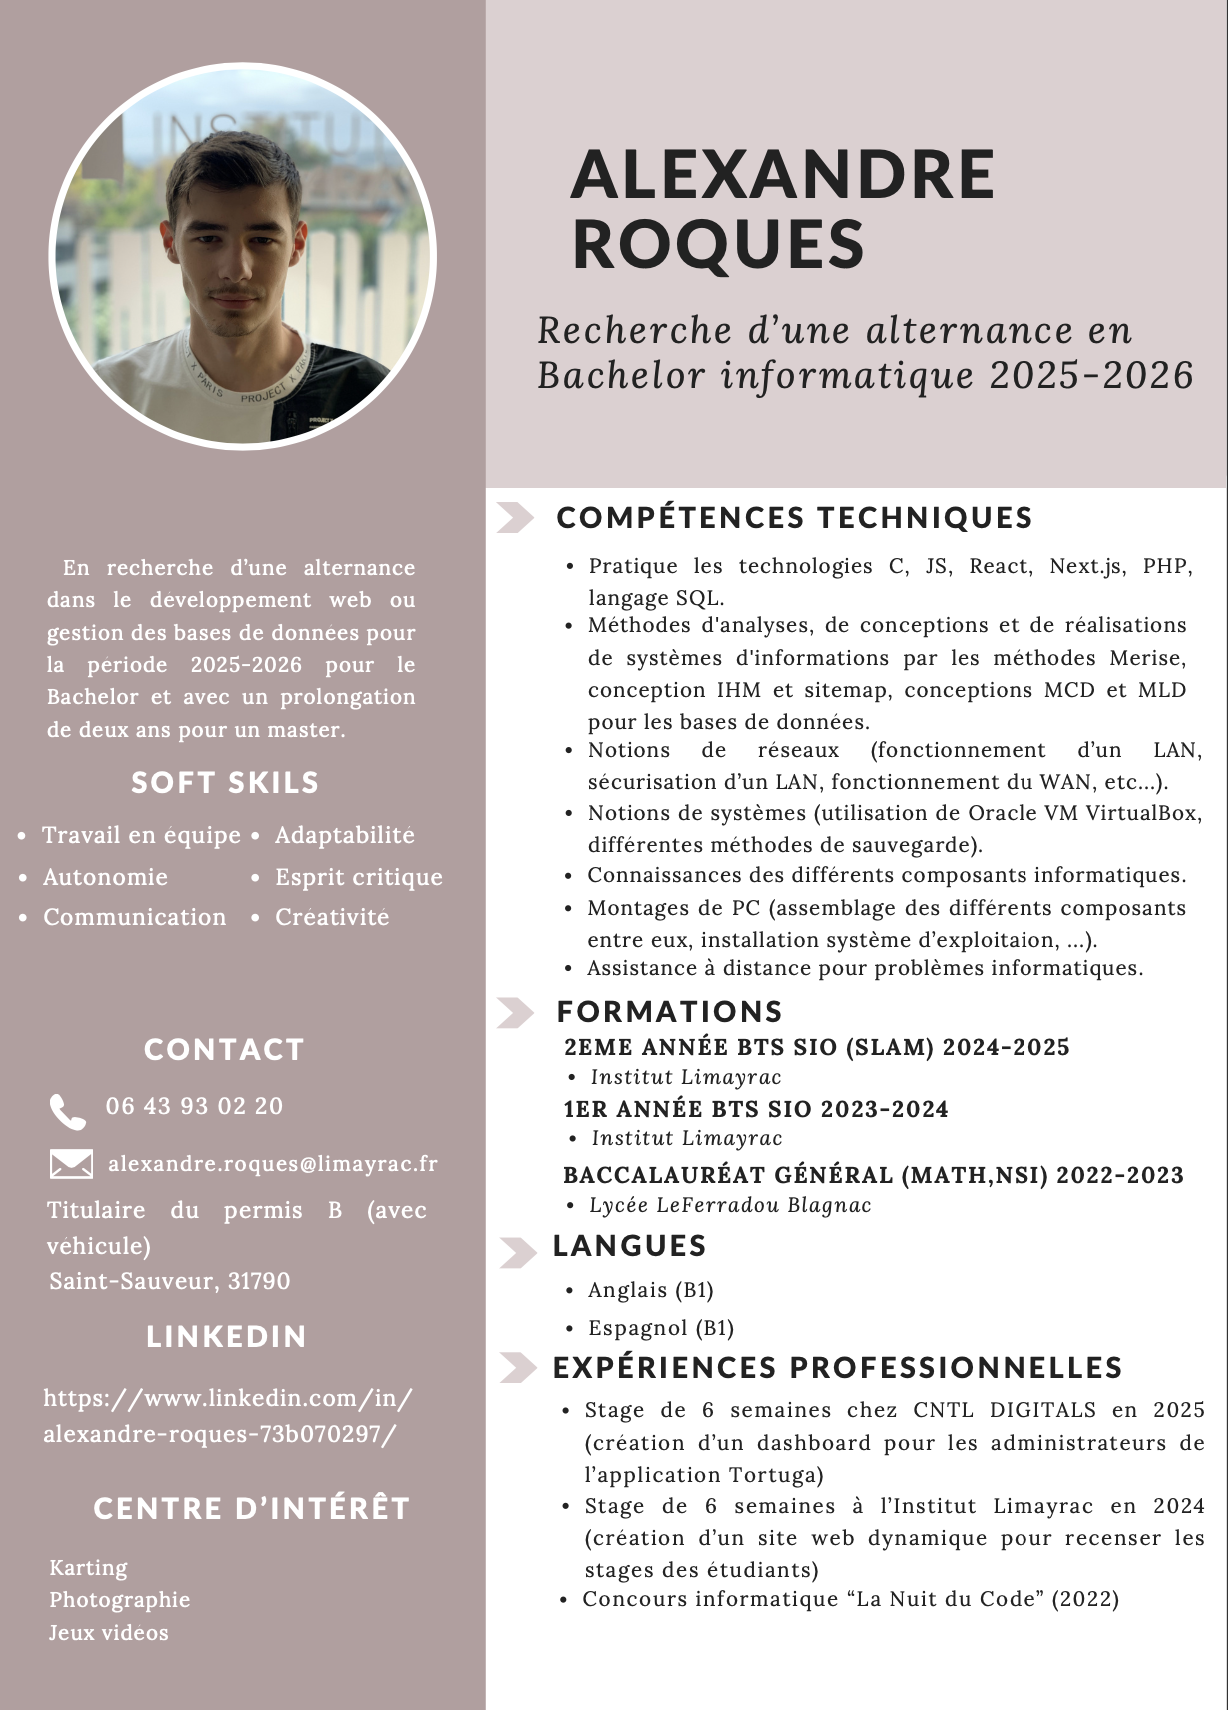 INSTITU
X PARIS PROJECT X PA
ALEXANDRE
ROQUES
Recherche d’une alternance en
Bachelor informatique 2025-2026
En recherche d’une alternance
dans le développement web ou
gestion des bases de données pour
la période 2025-2026 pour le
Bachelor et avec un prolongation
de deux ans pour un master.
SOFT SKILS
• Travail en équipe • Adaptabilité
• Autonomie • Esprit critique
• Communication • Créativité
CONTACT
06 43 93 02 20
alexandre.roques@limayrac.fr
Titulaire du permis B (avec
véhicule)
Saint-Sauveur, 31790
LINKEDIN
https://www.linkedin.com/in/
alexandre-roques-73b070297/
CENTRE D’INTÉRÊT
Karting
Photographie
Jeux vidéos
COMPÉTENCES TECHNIQUES
• Pratique les technologies C, JS, React, Next.js, PHP,
langage SQL.
• Méthodes d'analyses, de conceptions et de réalisations
de systèmes d'informations par les méthodes Merise,
conception IHM et sitemap, conceptions MCD et MLD
pour les bases de données.
• Notions de réseaux (fonctionnement d’un LAN,
sécurisation d’un LAN, fonctionnement du WAN, etc...).
• Notions de systèmes (utilisation de Oracle VM VirtualBox,
différentes méthodes de sauvegarde).
• Connaissances des différents composants informatiques.
• Montages de PC (assemblage des différents composants
entre eux, installation système d’exploitaion, ...).
• Assistance à distance pour problèmes informatiques.
FORMATIONS
2EME ANNÉE BTS SIO (SLAM) 2024-2025
• Institut Limayrac
1ER ANNÉE BTS SIO 2023-2024
• Institut Limayrac
BACCALAURÉAT GÉNÉRAL (MATH,NSI) 2022-2023
• Lycée LeFerradou Blagnac
LANGUES
• Anglais (B1)
• Espagnol (B1)
EXPÉRIENCES PROFESSIONNELLES
• Stage de 6 semaines chez CNTL DIGITALS en 2025
(création d’un dashboard pour les administrateurs de
l’application Tortuga)
• Stage de 6 semaines à l’Institut Limayrac en 2024
(création d’un site web dynamique pour recenser les
stages des étudiants)
• Concours informatique “La Nuit du Code” (2022)